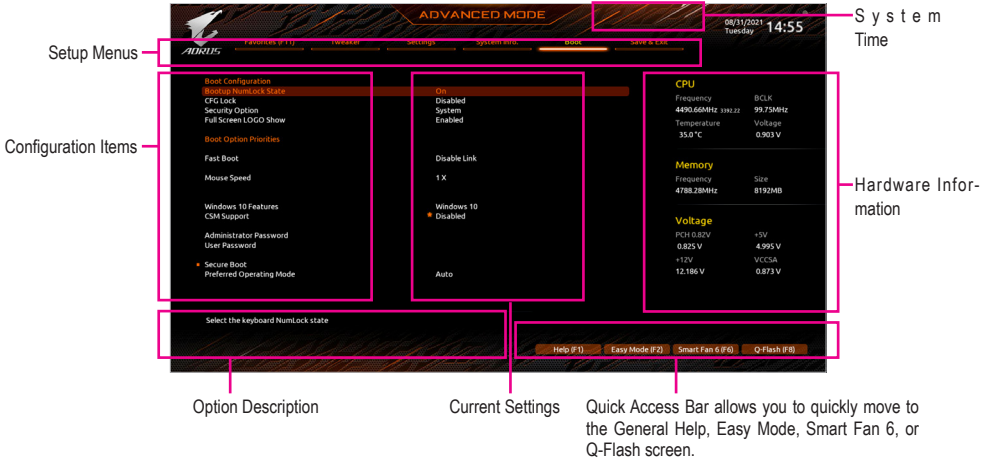 ADVANCED MODE
08/31/2021
Tuesday
14:55
System
Time
Setup Menus
AORUS
Favorites (F11) Tweaker Settings System Info. Boot Save & Exit
Configuration Items
Boot Configuration
Bootup NumLock State On
CFG Lock Disabled
Security Option System
Full Screen LOGO Show Enabled
Boot Option Priorities
Fast Boot Disable Link
Mouse Speed 1 X
Windows 10 Features Windows 10
CSM Support Disabled
Administrator Password
User Password
Secure Boot
Preferred Operating Mode Auto
CPU
Frequency BCLK
4490.66MHz 3392.22 99.75MHz
Temperature Voltage
35.0 °C 0.903 V
Memory
Frequency Size
4788.28MHz 8192MB
Voltage
PCH 0.82V +5V
0.825 V 4.995 V
+12V VCCSA
12.186 V 0.873 V
Hardware Infor-
mation
Select the keyboard NumLock state
Help (F1) Easy Mode (F2) Smart Fan 6 (F6) Q-Flash (F8)
Option Description
Current Settings
Quick Access Bar allows you to quickly move to
the General Help, Easy Mode, Smart Fan 6, or
Q-Flash screen.